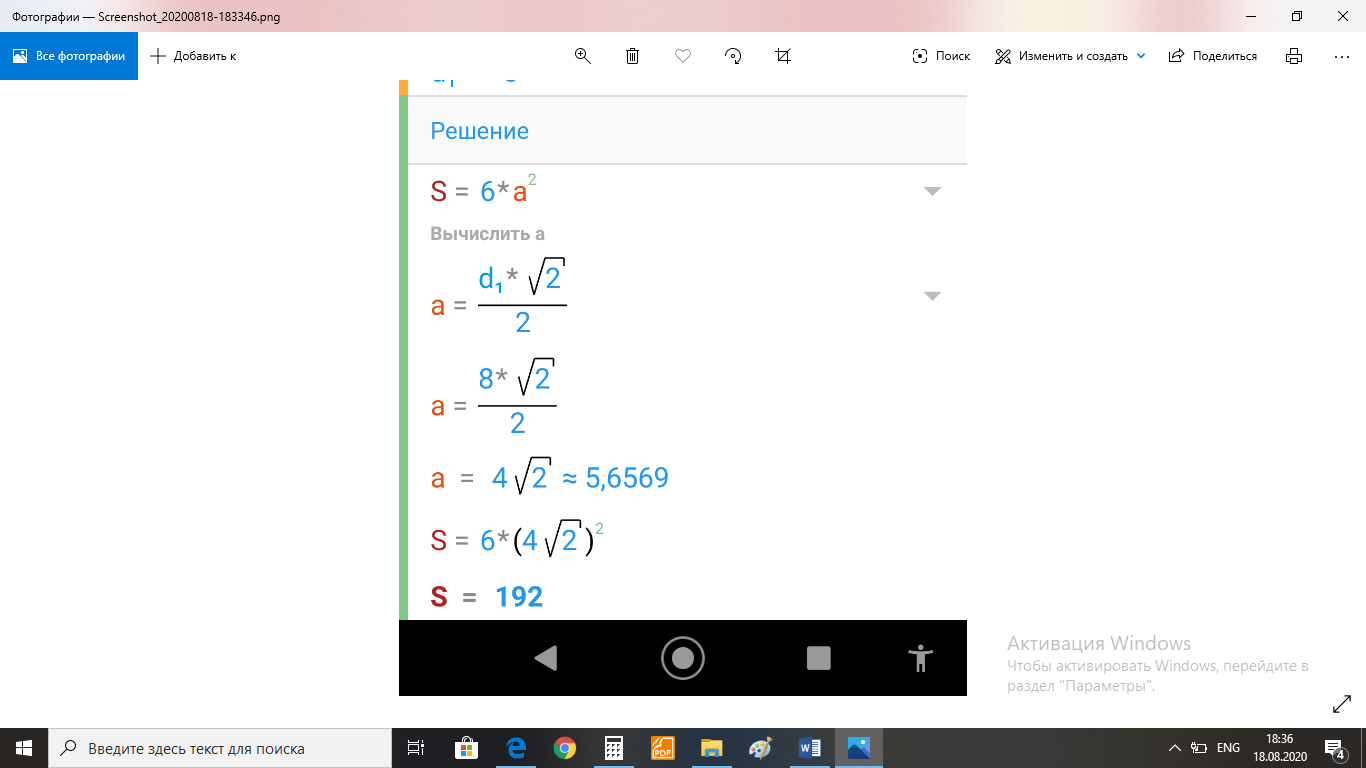 Фотографии — Screenshot_20200818-183346.png
Все фотографии
Добавить к
Поиск
Изменить и создать
Поделиться
Решение
S = 6*a²
Вычислить a
a = d₁*√2 / 2
a = 8*√2 / 2
a = 4√2 ≈ 5,6569
S = 6*(4√2)²
S = 192
Активация Windows
Чтобы активировать Windows, перейдите в
раздел "Параметры".
Введите здесь текст для поиска
PDF
ENG
18:36
18.08.2020
4